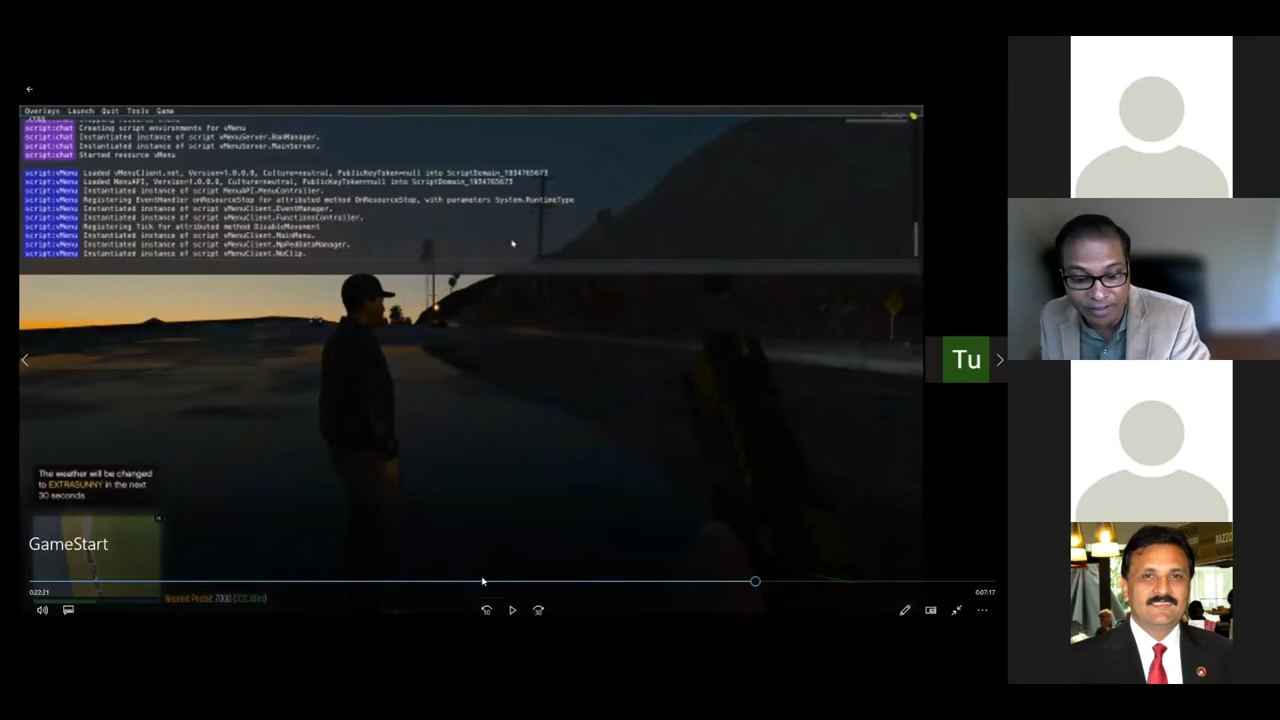 Overlays Launch Quit Tools Game
script:chat Creating script environments for vMenu
script:chat Instantiated instance of script vMenuServer.BanManager.
script:chat Instantiated instance of script vMenuServer.MainServer.
script:chat Started resource vMenu
script:vMenu Loaded vMenuClient.net, Version=1.0.0.0, Culture=neutral, PublicKeyToken=null into ScriptDomain_1034765673
script:vMenu Loaded MenuAPI, Version=1.0.0.0, Culture=neutral, PublicKeyToken=null into ScriptDomain_1034765673
script:vMenu Instantiated instance of script MenuAPI.MenuController.
script:vMenu Registering EventHandler onResourceStop for attributed method OnResourceStop, with parameters System.RuntimeType
script:vMenu Instantiated instance of script vMenuClient.EventManager.
script:vMenu Instantiated instance of script vMenuClient.FunctionsController.
script:vMenu Registering Tick for attributed method DisableMovement
script:vMenu Instantiated instance of script vMenuClient.MainMenu.
script:vMenu Instantiated instance of script vMenuClient.MpPedDataManager.
script:vMenu Instantiated instance of script vMenuClient.NoClip.
Tu
The weather will be changed
to EXTRASUNNY in the next
30 seconds
GameStart
0:22:21
0:07:17
Nearest Postal: 7000
10
30